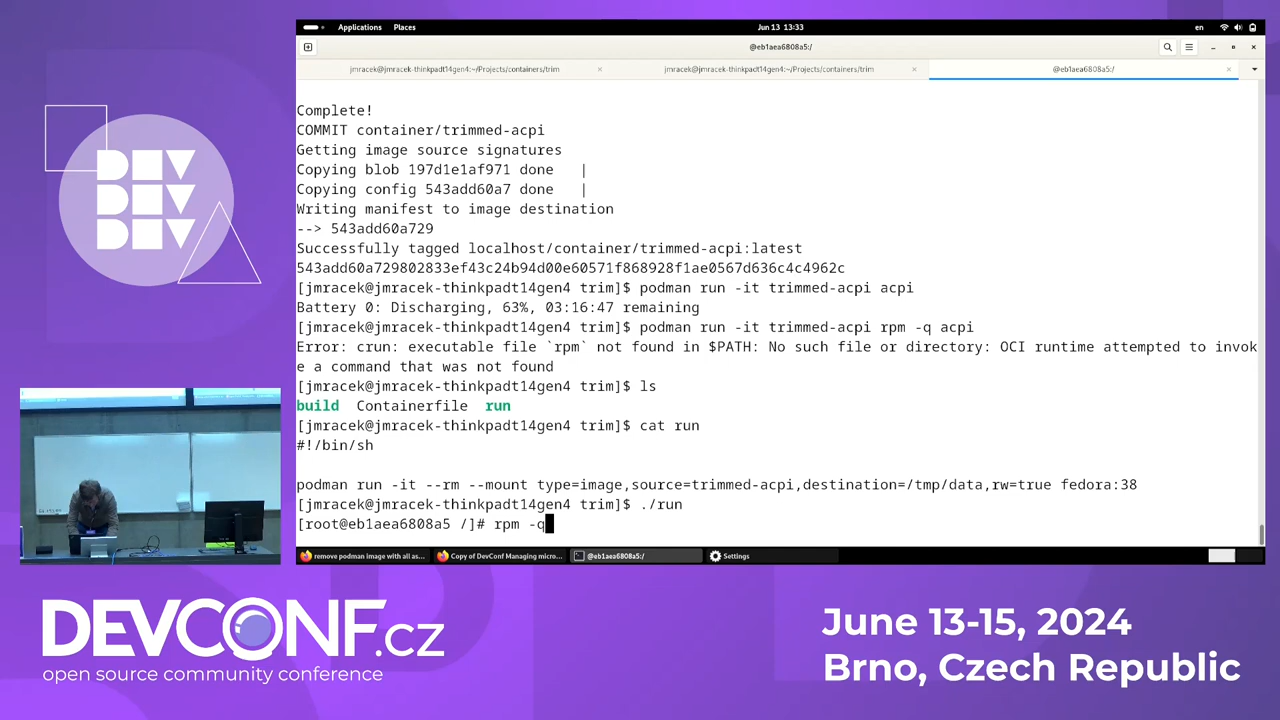 Applications Places
Jun 13 13:33
en
@eb1aea6808a5:/
jmracek@jmracek-thinkpadt14gen4:~/Projects/containers/trim
jmracek@jmracek-thinkpadt14gen4:~/Projects/containers/trim
@eb1aea6808a5:/
Complete!
COMMIT container/trimmed-acpi
Getting image source signatures
Copying blob 197d1e1af971 done |
Copying config 543add60a7 done |
Writing manifest to image destination
--> 543add60a729
Successfully tagged localhost/container/trimmed-acpi:latest
543add60a729802833ef43c24b94d00e60571f868928f1ae0567d636c4c4962c
[jmracek@jmracek-thinkpadt14gen4 trim]$ podman run -it trimmed-acpi acpi
Battery 0: Discharging, 63%, 03:16:47 remaining
[jmracek@jmracek-thinkpadt14gen4 trim]$ podman run -it trimmed-acpi rpm -q acpi
Error: crun: executable file `rpm` not found in $PATH: No such file or directory: OCI runtime attempted to invok
e a command that was not found
[jmracek@jmracek-thinkpadt14gen4 trim]$ ls
build Containerfile run
[jmracek@jmracek-thinkpadt14gen4 trim]$ cat run
#!/bin/sh
podman run -it --rm --mount type=image,source=trimmed-acpi,destination=/tmp/data,rw=true fedora:38
[jmracek@jmracek-thinkpadt14gen4 trim]$ ./run
[root@eb1aea6808a5 /]# rpm -q
remove podman image with all as...
Copy of DevConf Managing micro...
@eb1aea6808a5:/
Settings
DEV
DEV
DEV
DEVCONF.cz
open source community conference
June 13-15, 2024
Brno, Czech Republic